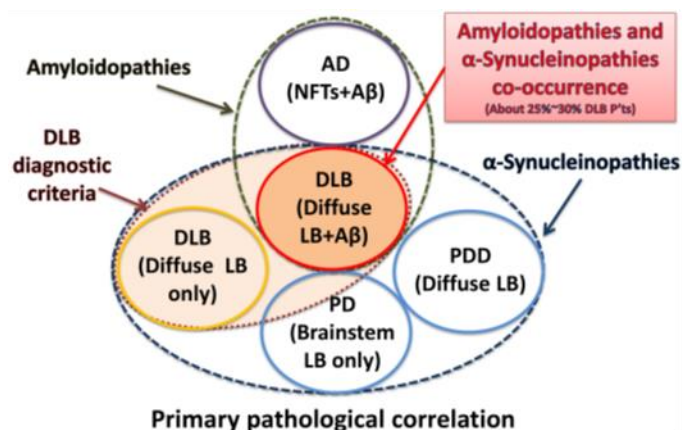 Amyloidopathies and
α-Synucleinopathies
co-occurrence
(About 25%~30% DLB P'ts)
AD
(NFTs+Aβ)
Amyloidopathies
DLB
diagnostic
criteria
α-Synucleinopathies
DLB
(Diffuse
LB+Aβ)
DLB
(Diffuse LB
only)
PDD
(Diffuse LB)
PD
(Brainstem
LB only)
Primary pathological correlation